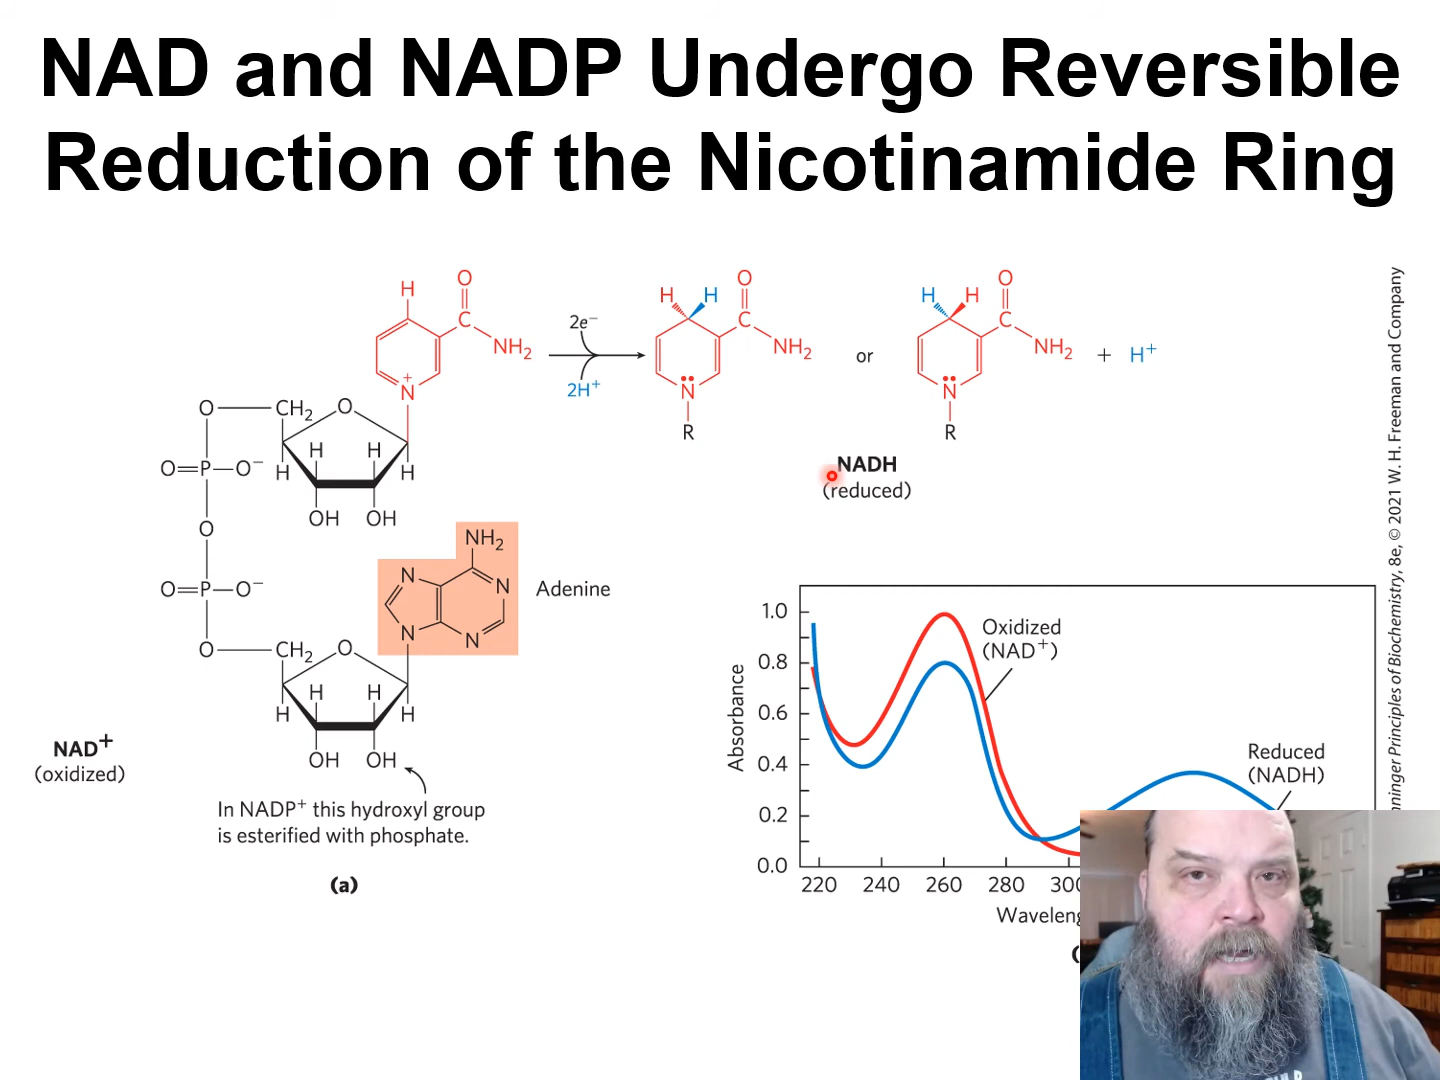 NAD and NADP Undergo Reversible
Reduction of the Nicotinamide Ring
H
O
C
NH2
N
+
2e−
2H+
H
H
O
C
NH2
N
R
or
H
H
O
C
NH2
N
R
+ H+
NADH
(reduced)
O
CH2
O
O=P—O−
H
H
H
H
OH
OH
O
NH2
N
N
N
N
Adenine
O=P—O−
O
CH2
O
H
H
H
H
OH
OH
NAD+
(oxidized)
In NADP+ this hydroxyl group
is esterified with phosphate.
(a)
1.0
0.8
0.6
0.4
0.2
0.0
Absorbance
Oxidized
(NAD+)
Reduced
(NADH)
220 240 260 280 300
Principles of Biochemistry, 8e, © 2021 W. H. Freeman and Company